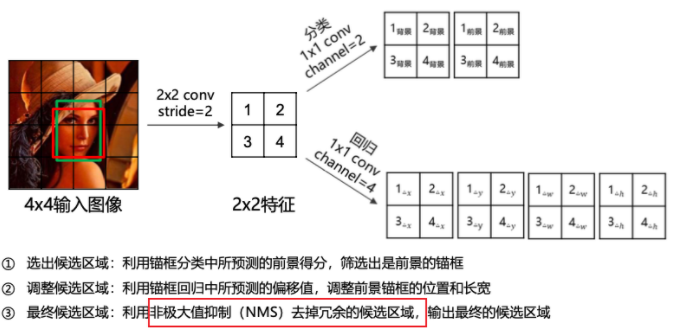 分类
1x1 conv
channel=2
1背景 2背景 1前景 2前景
3背景 4背景 3前景 4前景
2x2 conv
stride=2
1 2
3 4
回归
1x1 conv
channel=4
1△x 2△x 1△y 2△y 1△w 2△w 1△h 2△h
3△x 4△x 3△y 4△y 3△w 4△w 3△h 4△h
4x4输入图像
2x2特征
① 选出候选区域:利用锚框分类中所预测的前景得分,筛选出是前景的锚框
② 调整候选区域:利用锚框回归中所预测的偏移值,调整前景锚框的位置和长宽
③ 最终候选区域:利用非极大值抑制(NMS)去掉冗余的候选区域,输出最终的候选区域